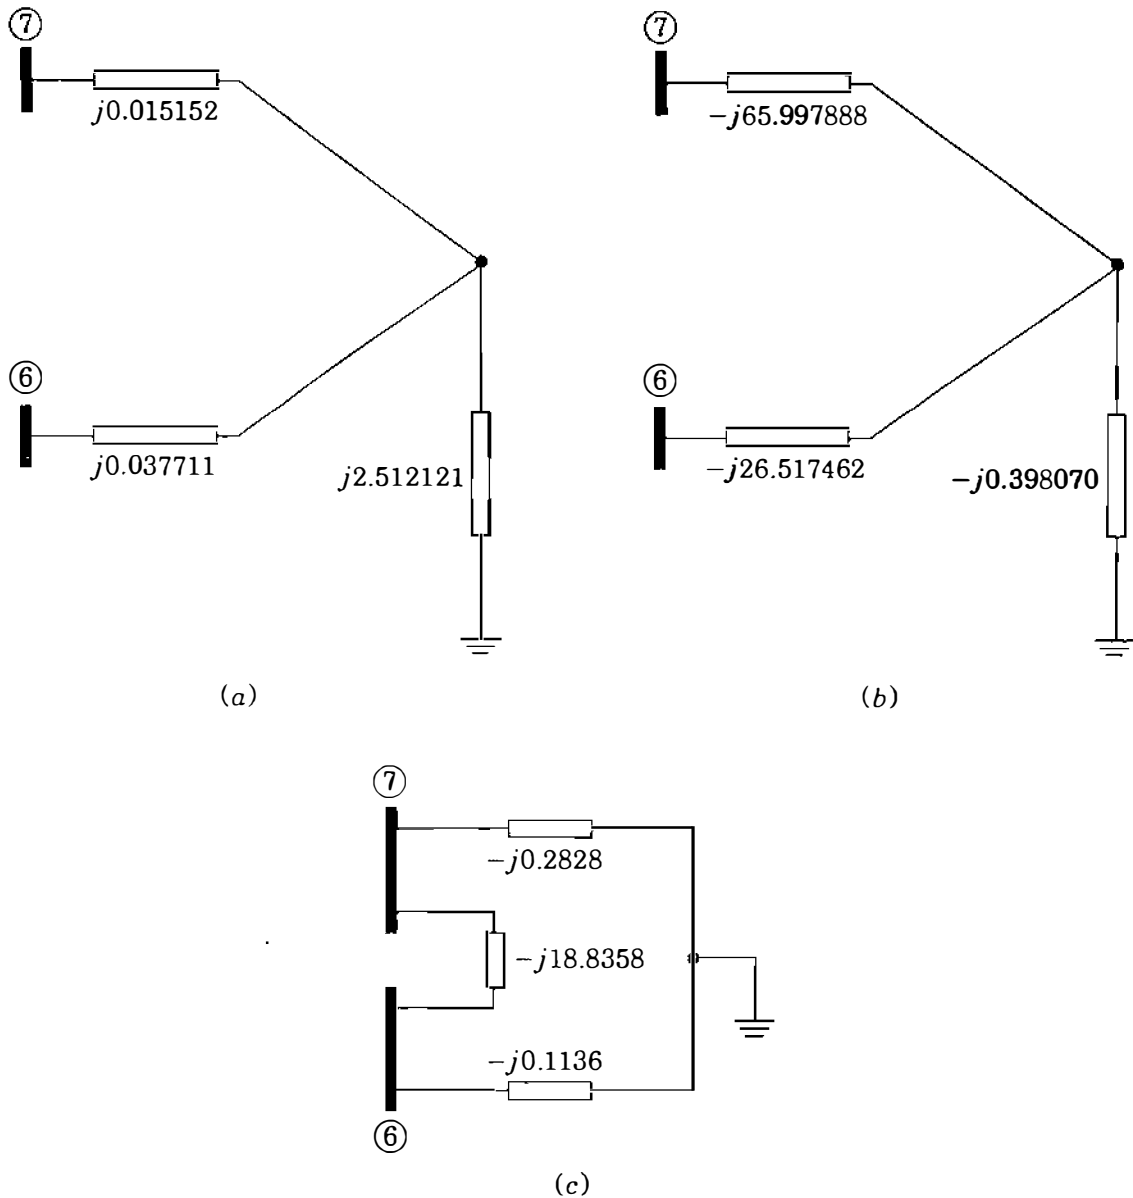 ⑦
j0.015152
⑥
j0.037711
j2.512121
(a)
⑦
−j65.997888
⑥
−j26.517462
−j0.398070
(b)
⑦
−j0.2828
−j18.8358
−j0.1136
⑥
(c)